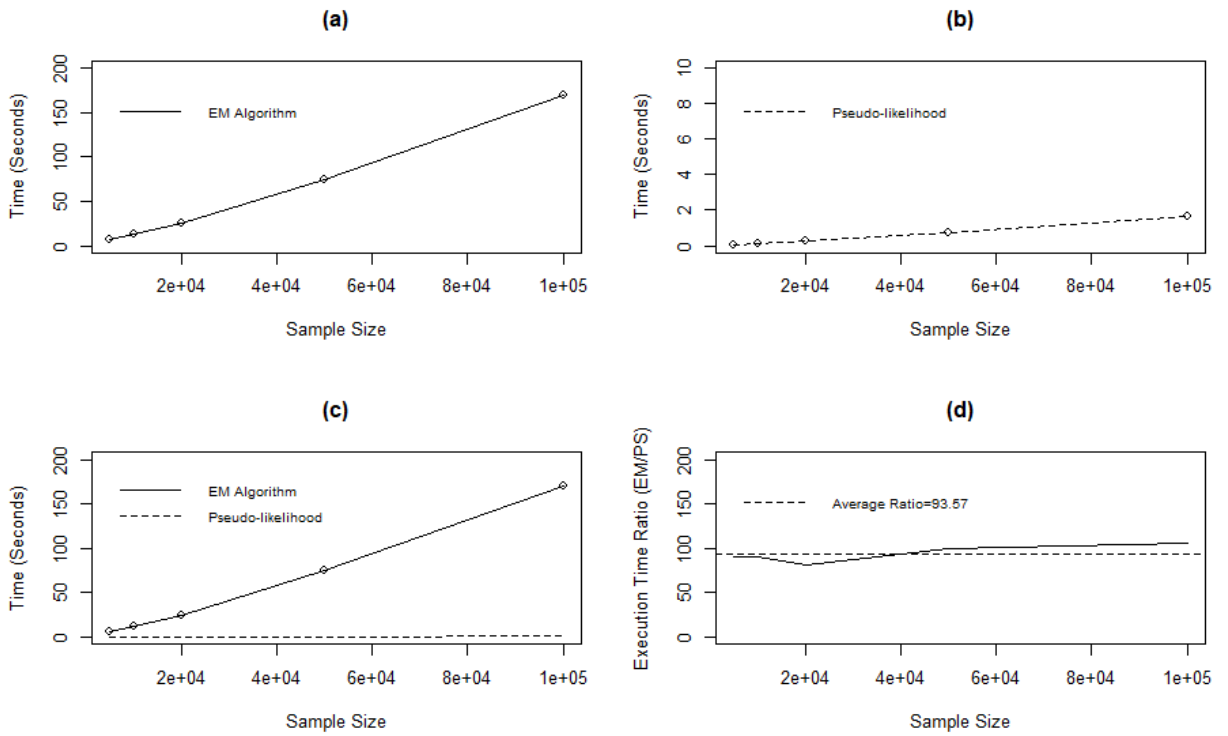 (a)
Time (Seconds)
200
150
100
50
0
EM Algorithm
2e+04 4e+04 6e+04 8e+04 1e+05
Sample Size
(b)
Time (Seconds)
10
8
6
4
2
0
Pseudo-likelihood
2e+04 4e+04 6e+04 8e+04 1e+05
Sample Size
(c)
Time (Seconds)
200
150
100
50
0
EM Algorithm
Pseudo-likelihood
2e+04 4e+04 6e+04 8e+04 1e+05
Sample Size
(d)
Execution Time Ratio (EM/PS)
200
150
100
50
0
Average Ratio=93.57
2e+04 4e+04 6e+04 8e+04 1e+05
Sample Size